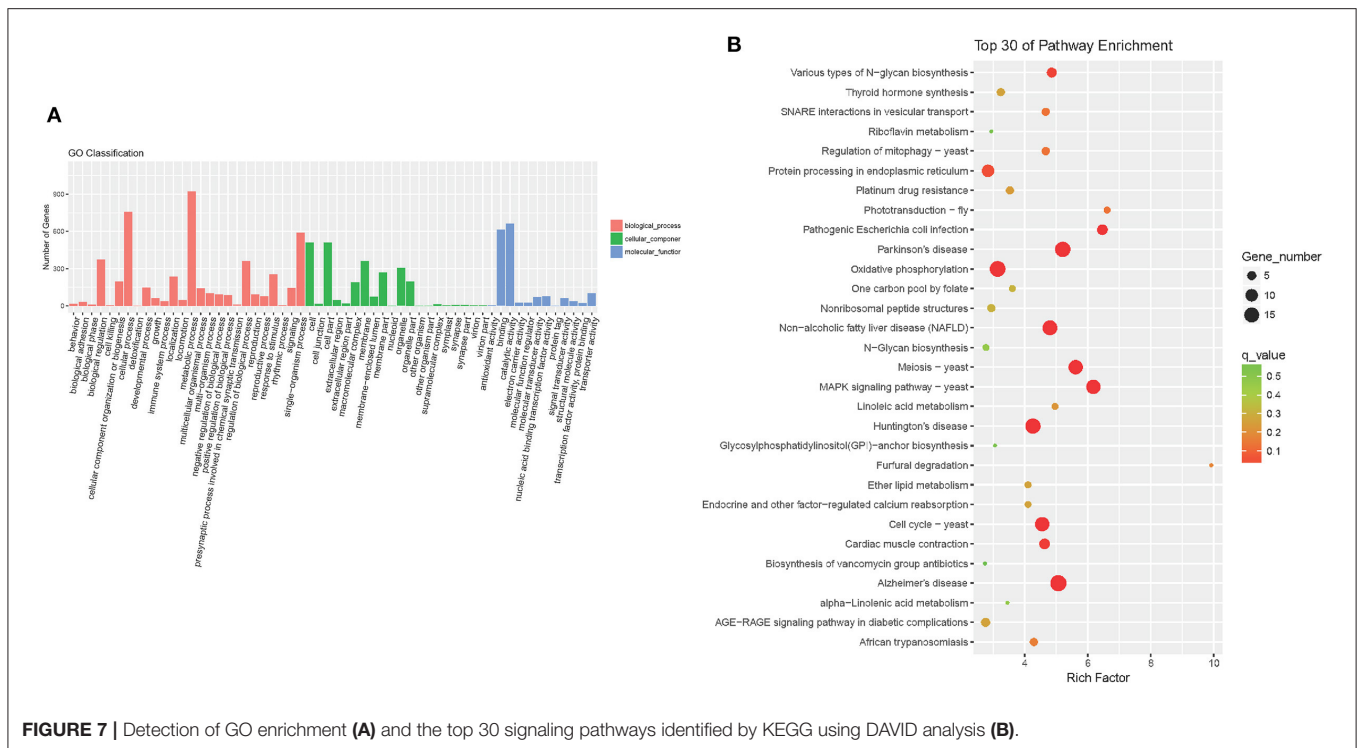 A
GO Classification
Number of Genes
900
600
300
0
behavior
biological adhesion
biological phase
biological regulation
cell killing
cellular component organization or biogenesis
cellular process
detoxification
developmental process
growth
immune system process
localization
locomotion
metabolic process
multicellular organismal process
multi-organism process
negative regulation of biological process
positive regulation of biological process
presynaptic process involved in chemical synaptic transmission
regulation of biological process
reproduction
reproductive process
response to stimulus
rhythmic process
signaling
single-organism process
cell
cell junction
cell part
extracellular region
extracellular region part
macromolecular complex
membrane
membrane-enclosed lumen
membrane part
nucleoid
organelle
organelle part
other organism
other organism part
supramolecular complex
symplast
synapse
synapse part
virion
virion part
antioxidant activity
binding
catalytic activity
electron carrier activity
molecular function regulator
molecular transducer activity
nucleic acid binding transcription factor activity
protein tag
signal transducer activity
structural molecule activity
transcription factor activity, protein binding
transporter activity
biological_process
cellular_componer
molecular_functior
B
Top 30 of Pathway Enrichment
Various types of N-glycan biosynthesis
Thyroid hormone synthesis
SNARE interactions in vesicular transport
Riboflavin metabolism
Regulation of mitophagy - yeast
Protein processing in endoplasmic reticulum
Platinum drug resistance
Phototransduction - fly
Pathogenic Escherichia coli infection
Parkinson's disease
Oxidative phosphorylation
One carbon pool by folate
Nonribosomal peptide structures
Non-alcoholic fatty liver disease (NAFLD)
N-Glycan biosynthesis
Meiosis - yeast
MAPK signaling pathway - yeast
Linoleic acid metabolism
Huntington's disease
Glycosylphosphatidylinositol(GPI)-anchor biosynthesis
Furfural degradation
Ether lipid metabolism
Endocrine and other factor-regulated calcium reabsorption
Cell cycle - yeast
Cardiac muscle contraction
Biosynthesis of vancomycin group antibiotics
Alzheimer's disease
alpha-Linolenic acid metabolism
AGE-RAGE signaling pathway in diabetic complications
African trypanosomiasis
4 6 8 10
Rich Factor
Gene_number
5
10
15
q_value
0.5
0.4
0.3
0.2
0.1
FIGURE 7 | Detection of GO enrichment (A) and the top 30 signaling pathways identified by KEGG using DAVID analysis (B).